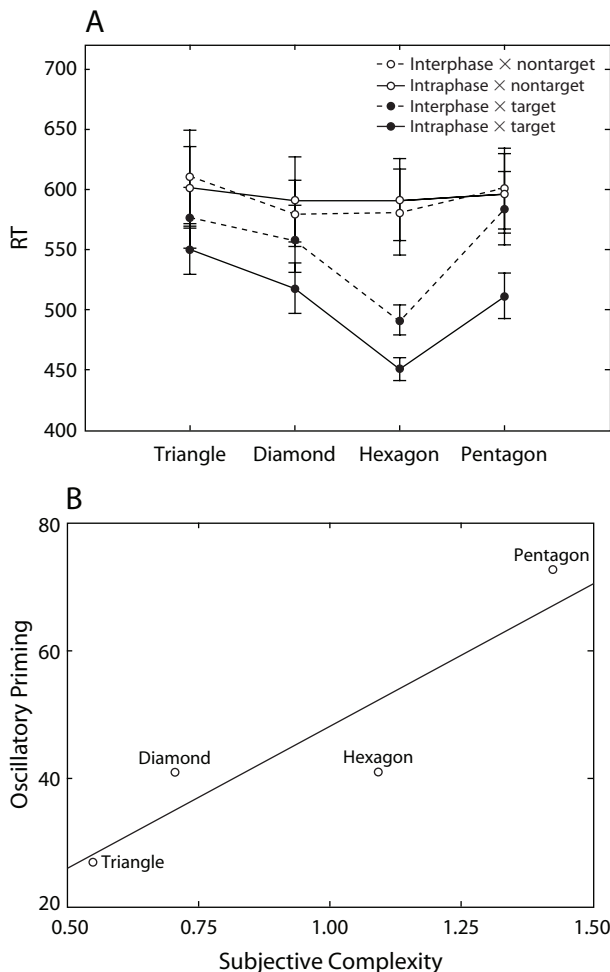 A
700
650
600
550
500
450
400
RT
Interphase × nontarget
Intraphase × nontarget
Interphase × target
Intraphase × target
Triangle Diamond Hexagon Pentagon
B
80
60
40
20
Oscillatory Priming
Pentagon
Diamond
Hexagon
Triangle
0.50 0.75 1.00 1.25 1.50
Subjective Complexity